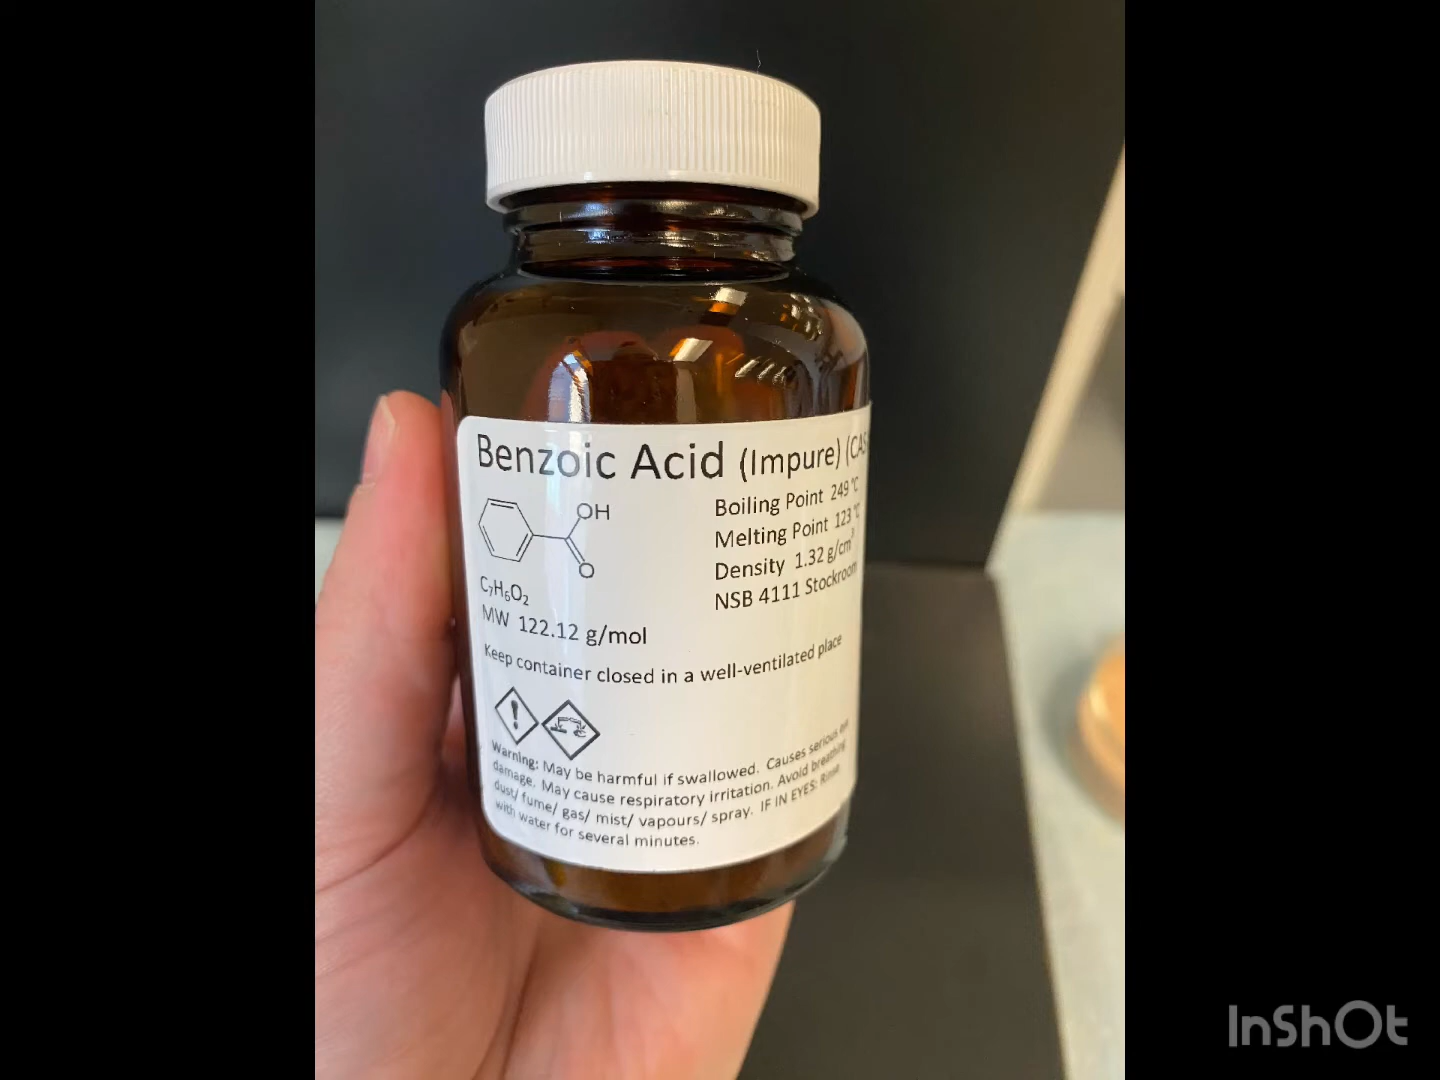 Benzoic Acid (Impure) (CAS
OH
O
C₇H₆O₂
MW 122.12 g/mol
Boiling Point 249 °C
Melting Point 123 °C
Density 1.32 g/cm³
NSB 4111 Stockroom
Keep container closed in a well-ventilated place
Warning: May be harmful if swallowed. Causes serious eye
damage. May cause respiratory irritation. Avoid breathing
dust/ fume/ gas/ mist/ vapours/ spray. IF IN EYES: Rinse
with water for several minutes.
InShOt